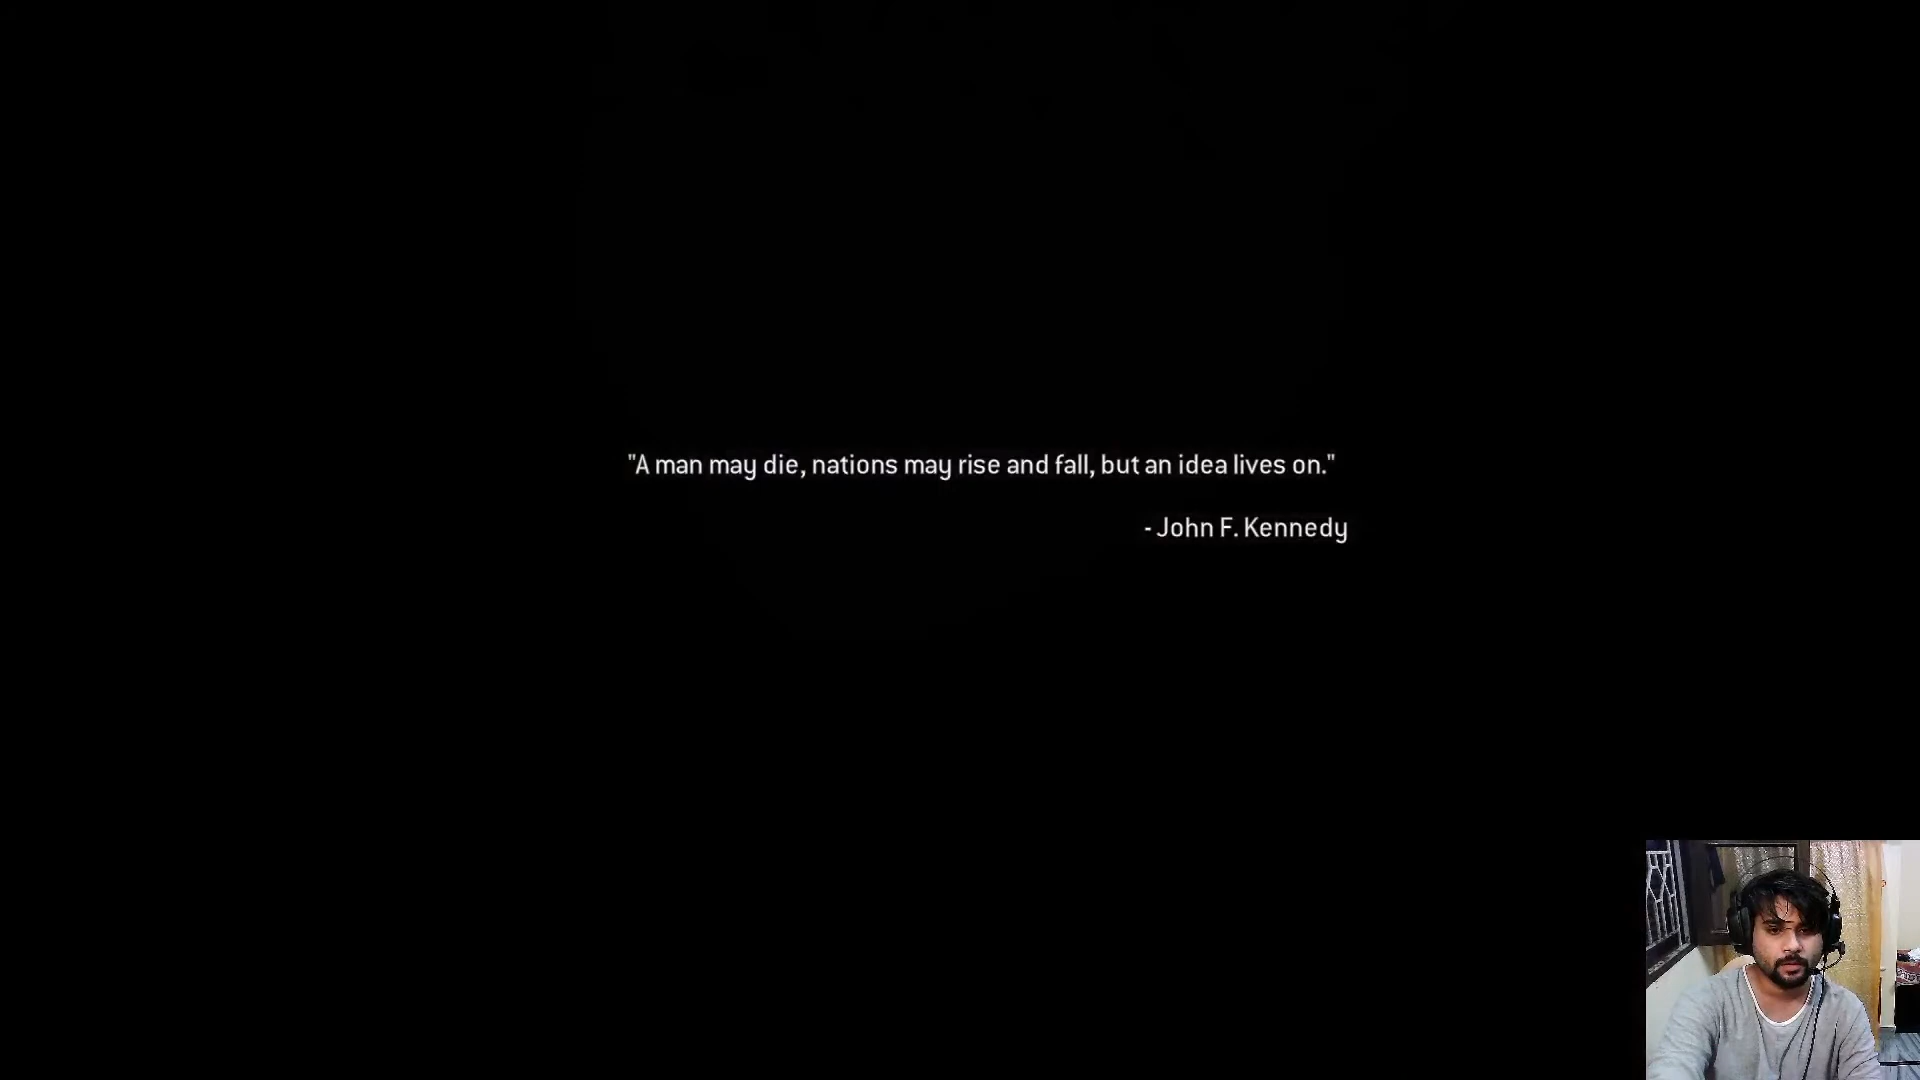 "A man may die, nations may rise and fall, but an idea lives on."
- John F. Kennedy